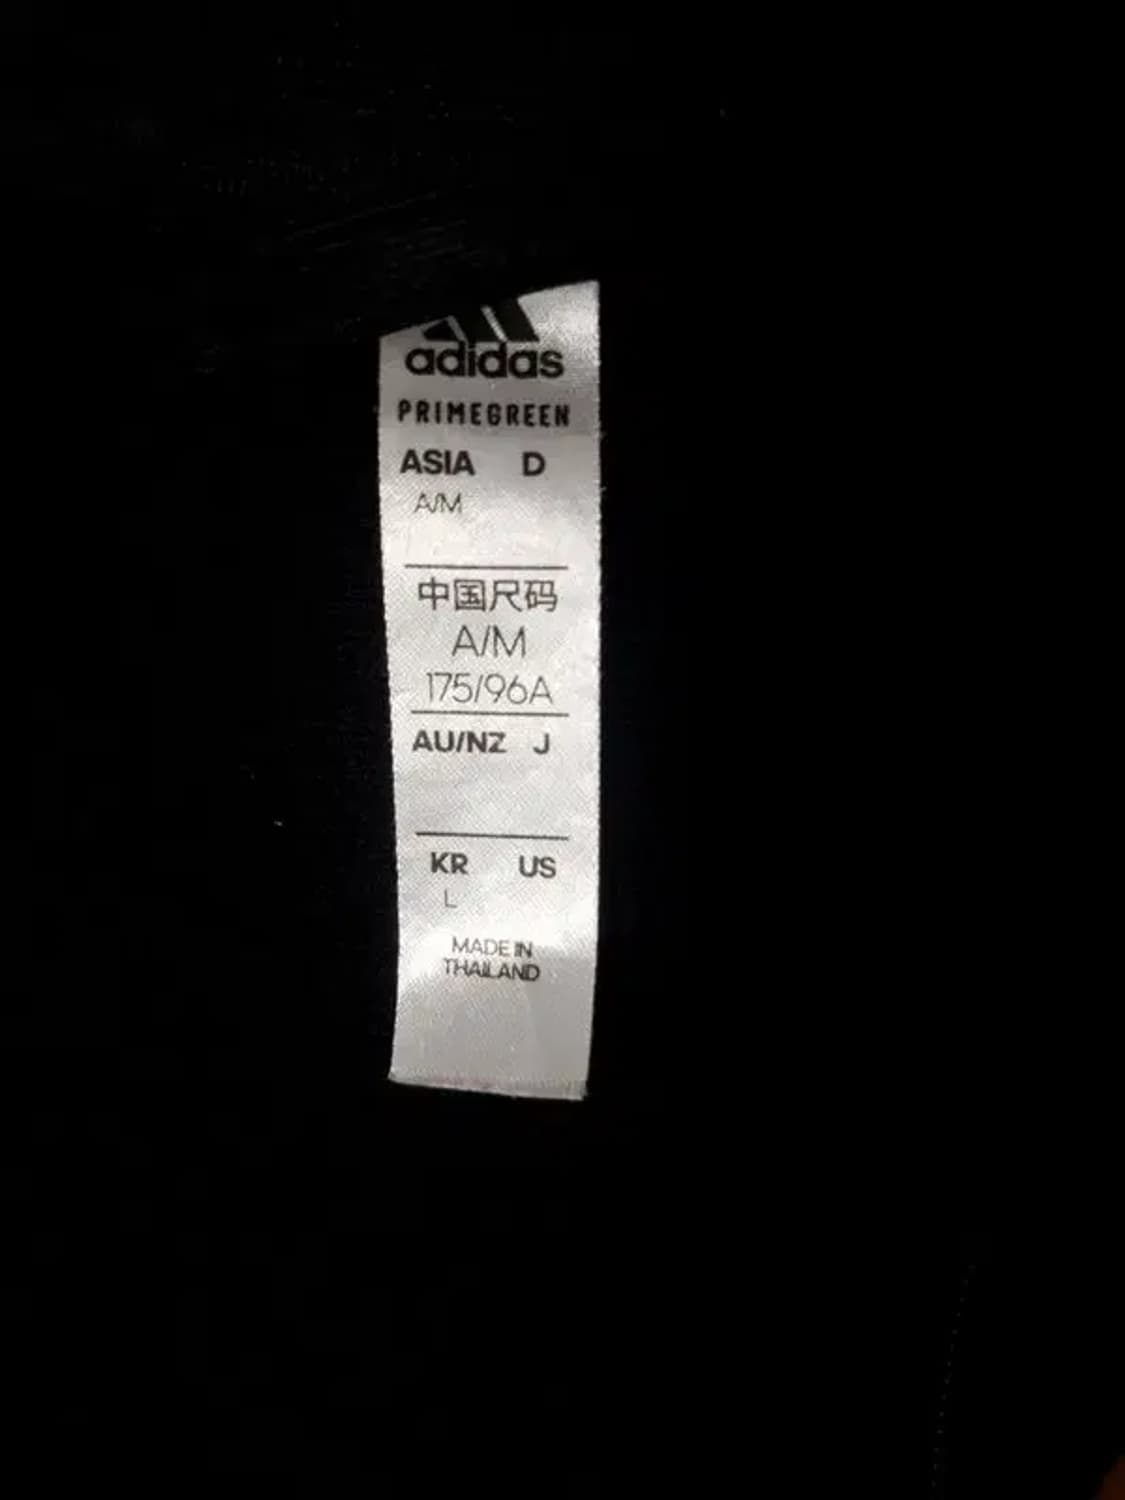 adidas
PRIMEGREEN
ASIA D
A/M
中国尺码
A/M
175/96A
AU/NZ J
KR US
L
MADE IN
THAILAND